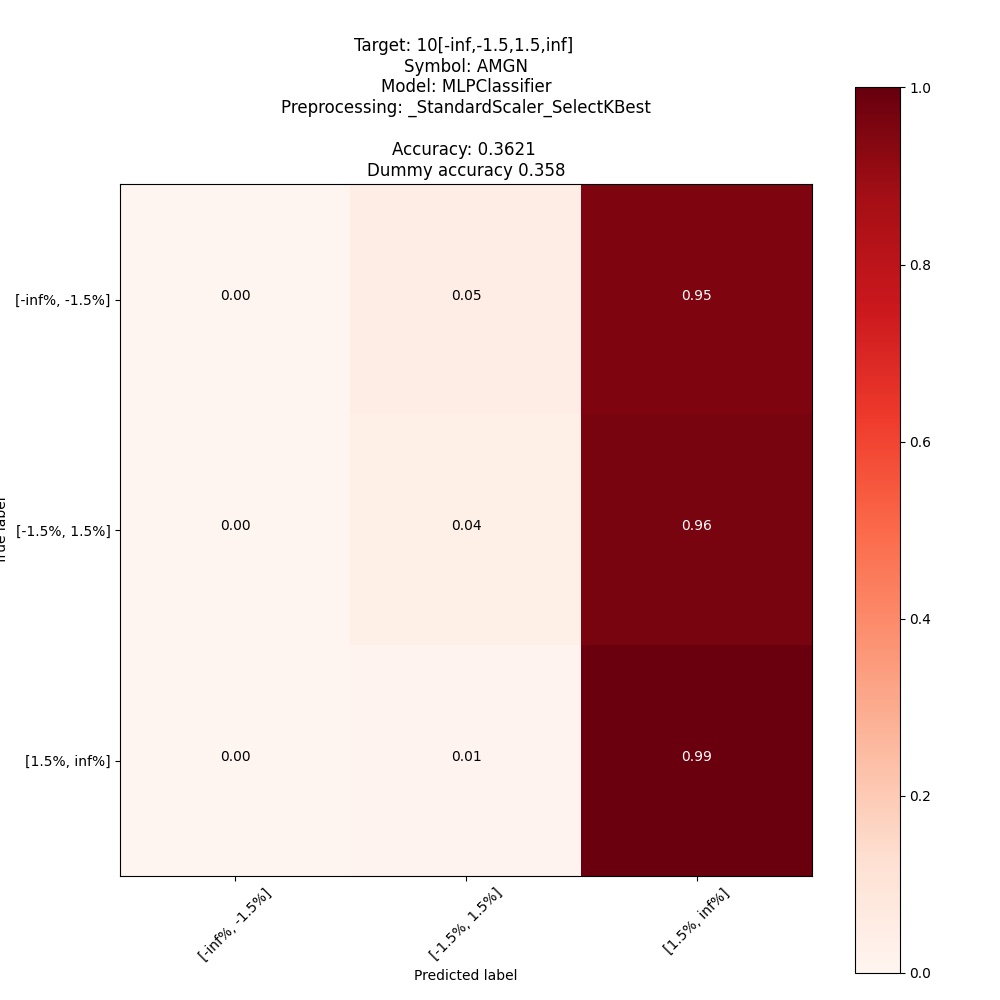 Target: 10[-inf,-1.5,1.5,inf]
Symbol: AMGN
Model: MLPClassifier
Preprocessing: _StandardScaler_SelectKBest
Accuracy: 0.3621
Dummy accuracy 0.358
1.0
0.8
0.6
0.4
0.2
0.0
[-inf%, -1.5%]
0.00
0.05
0.95
[-1.5%, 1.5%]
0.00
0.04
0.96
[1.5%, inf%]
0.00
0.01
0.99
[-inf%, -1.5%]
[-1.5%, 1.5%]
[1.5%, inf%]
Predicted label